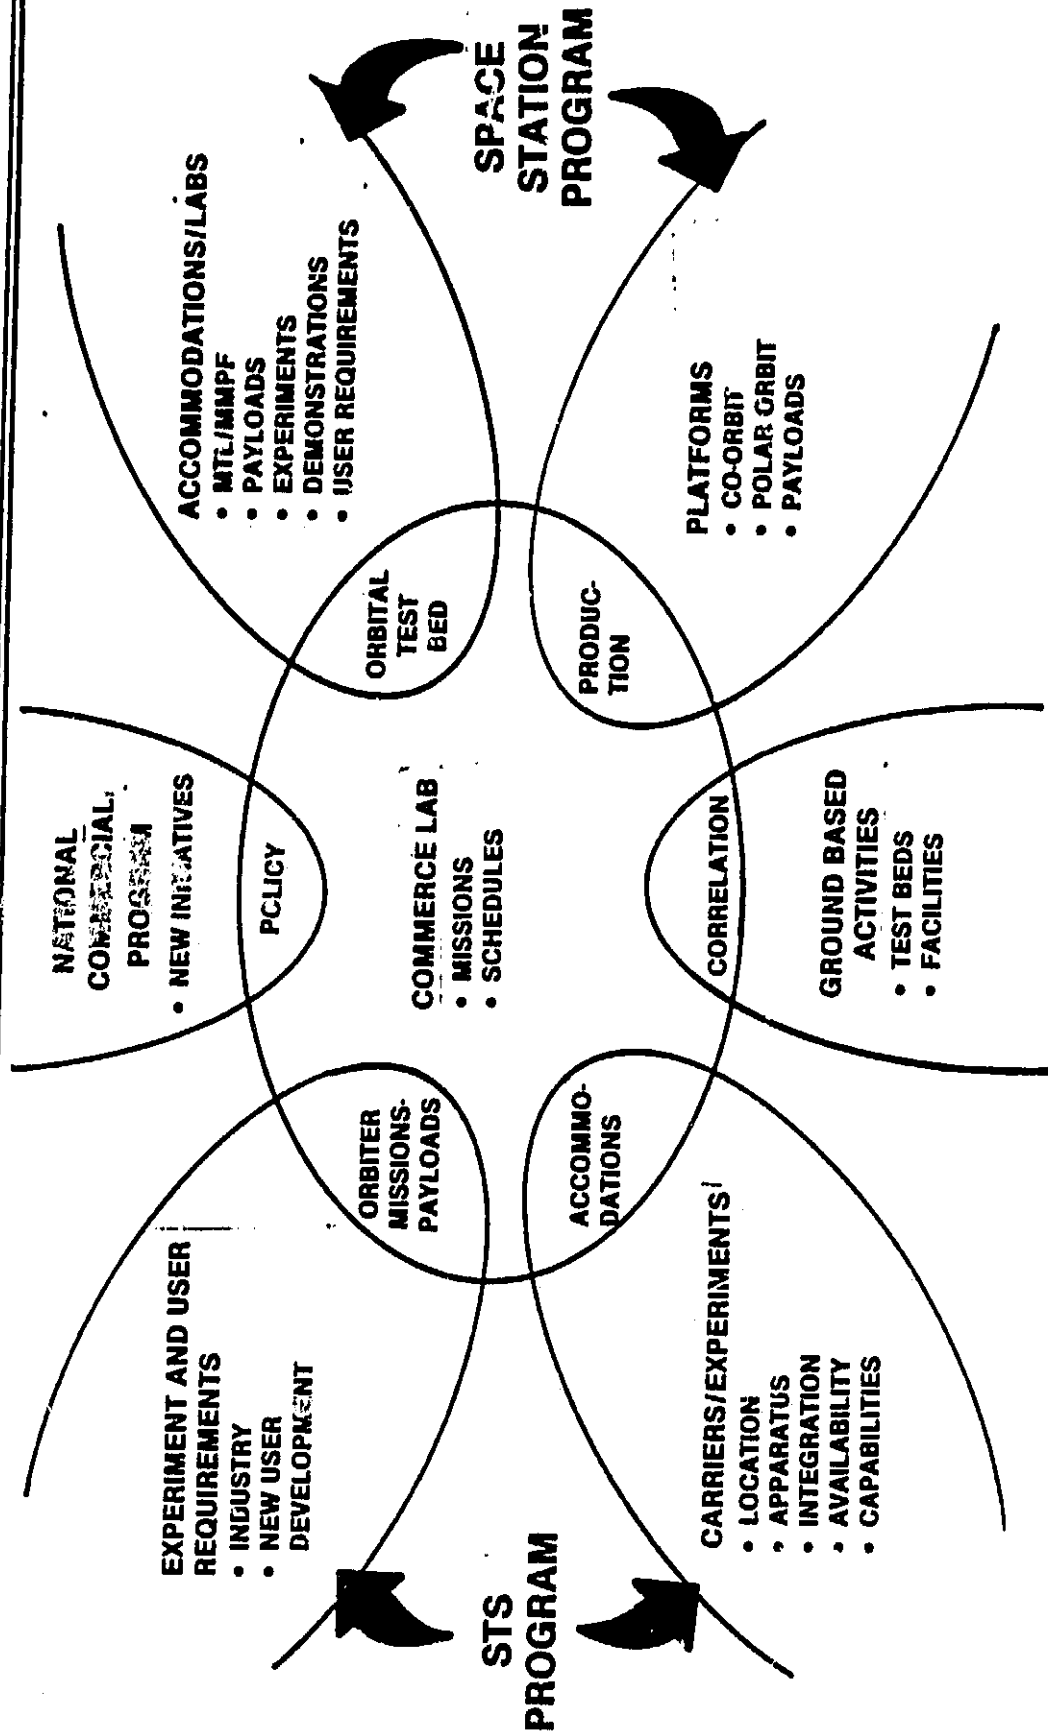 NATIONAL
COMMERCIAL
PROGRAM
• NEW INITIATIVES
POLICY
EXPERIMENT AND USER
REQUIREMENTS
• INDUSTRY
• NEW USER
DEVELOPMENT
ORBITER
MISSIONS-
PAYLOADS
ACCOMMODATIONS/LABS
• MTL/MMPF
• PAYLOADS
• EXPERIMENTS
• DEMONSTRATIONS
• USER REQUIREMENTS
ORBITAL
TEST
BED
STS
PROGRAM
COMMERCE LAB
• MISSIONS
• SCHEDULES
SPACE
STATION
PROGRAM
CARRIERS/EXPERIMENTS
• LOCATION
• APPARATUS
• INTEGRATION
• AVAILABILITY
• CAPABILITIES
ACCOMMO-
DATIONS
CORRELATION
GROUND BASED
ACTIVITIES
• TEST BEDS
• FACILITIES
PRODUC-
TION
PLATFORMS
• CO-ORBIT
• POLAR ORBIT
• PAYLOADS